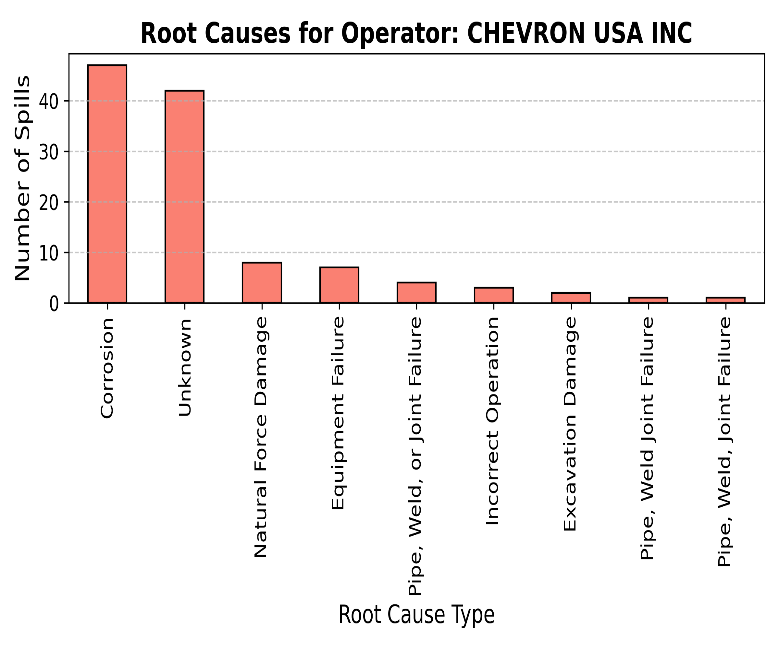 Root Causes for Operator: CHEVRON USA INC
Number of Spills
40
30
20
10
0
Corrosion
Unknown
Natural Force Damage
Equipment Failure
Pipe, Weld, or Joint Failure
Incorrect Operation
Excavation Damage
Pipe, Weld Joint Failure
Pipe, Weld, Joint Failure
Root Cause Type